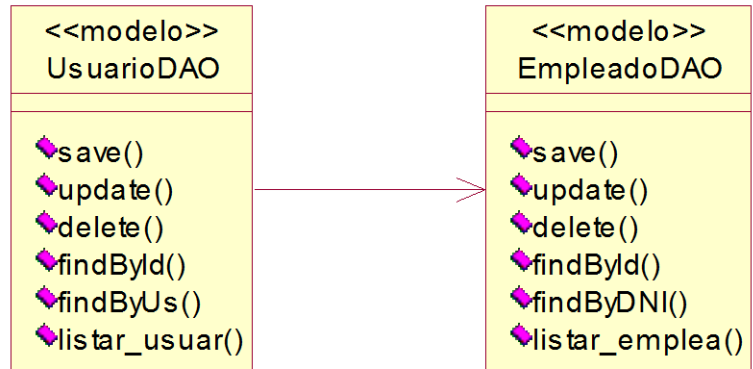 <<modelo>>
UsuarioDAO
save()
update()
delete()
findById()
findByUs()
listar_usuar()
<<modelo>>
EmpleadoDAO
save()
update()
delete()
findById()
findByDNI()
listar_emplea()